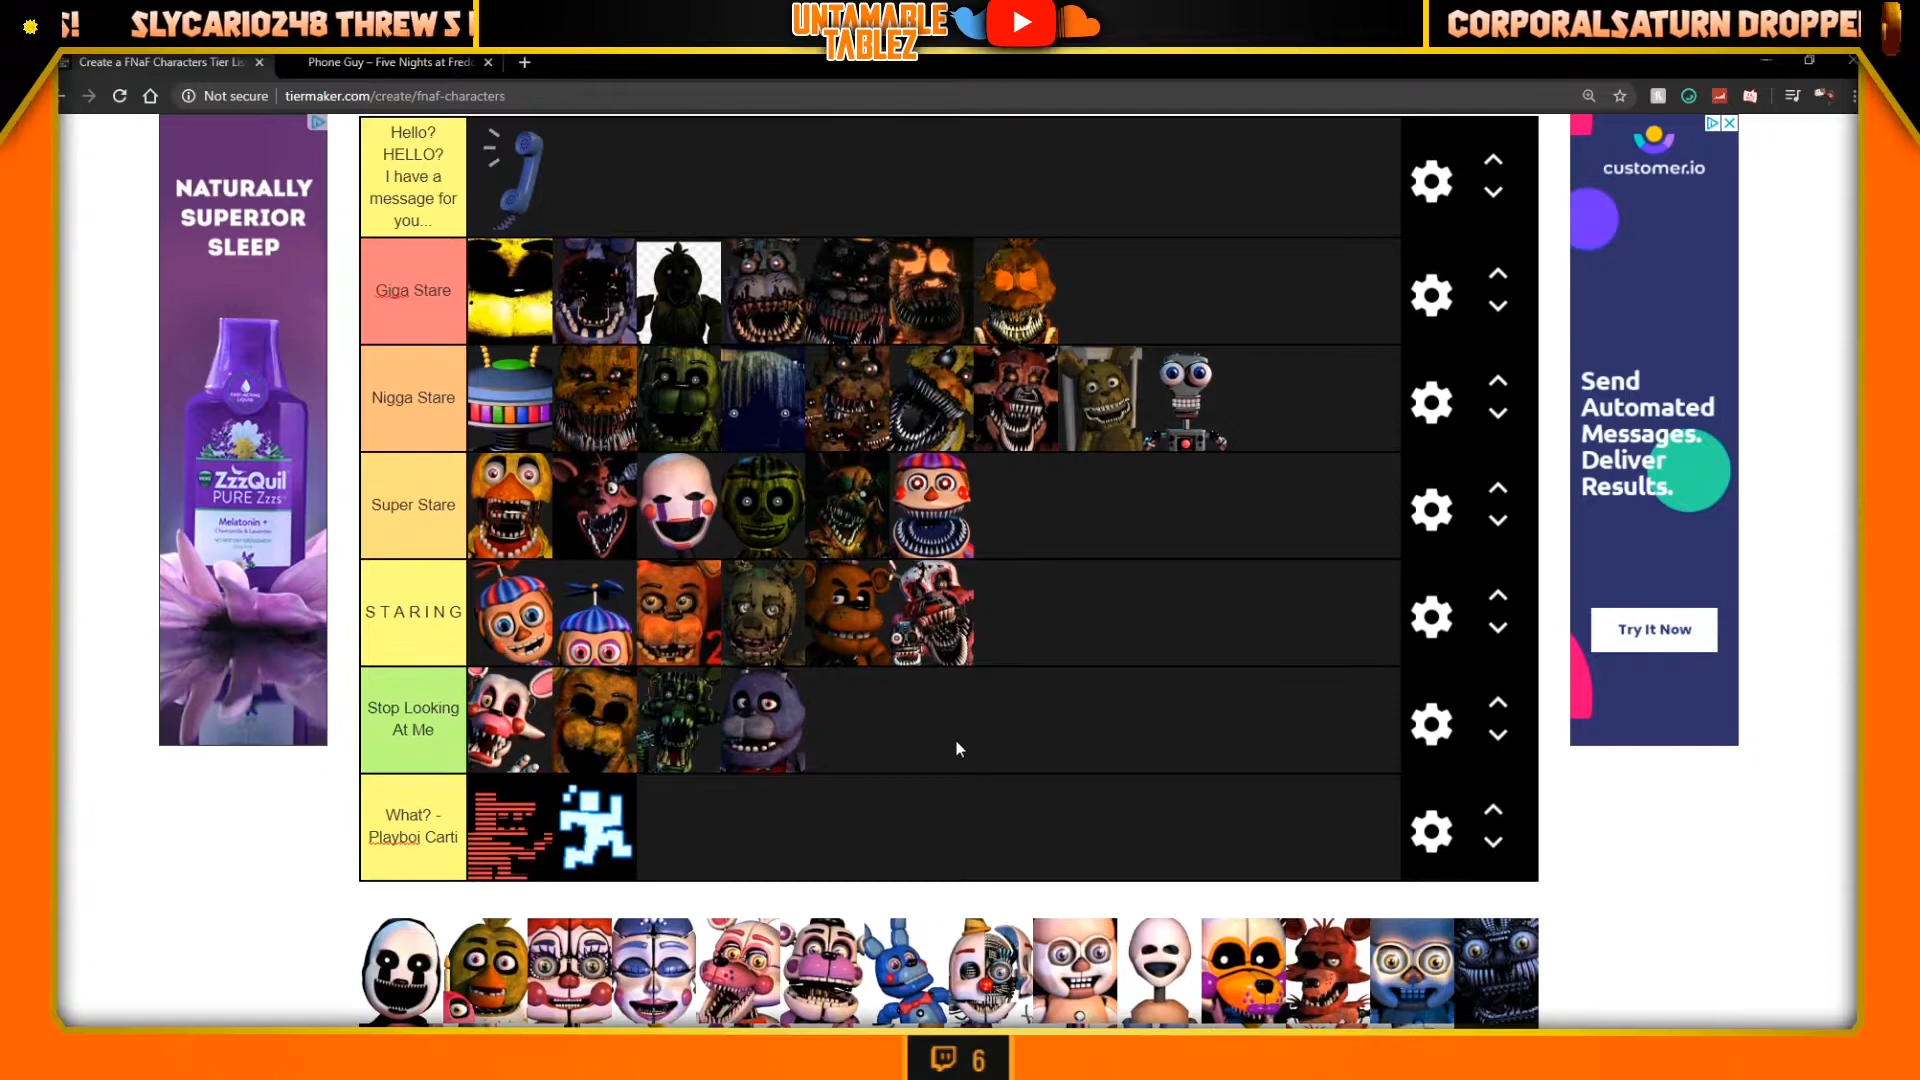 S!
SLYCARIO248 THREW 5
UNTAMABLE
TABLEZ
CORPORALSATURN DROPPE
Create a FNaF Characters Tier Lis
Phone Guy – Five Nights at Fredd
Not secure
tiermaker.com/create/fnaf-characters
NATURALLY
SUPERIOR
SLEEP
ZzzQuil
PURE Zzzs
Melatonin +
Hello?
HELLO?
I have a
message for
you...
Giga Stare
Nigga Stare
Super Stare
S T A R I N G
2
Stop Looking
At Me
What? -
Playboi Carti
customer.io
Send
Automated
Messages.
Deliver
Results.
Try It Now
6